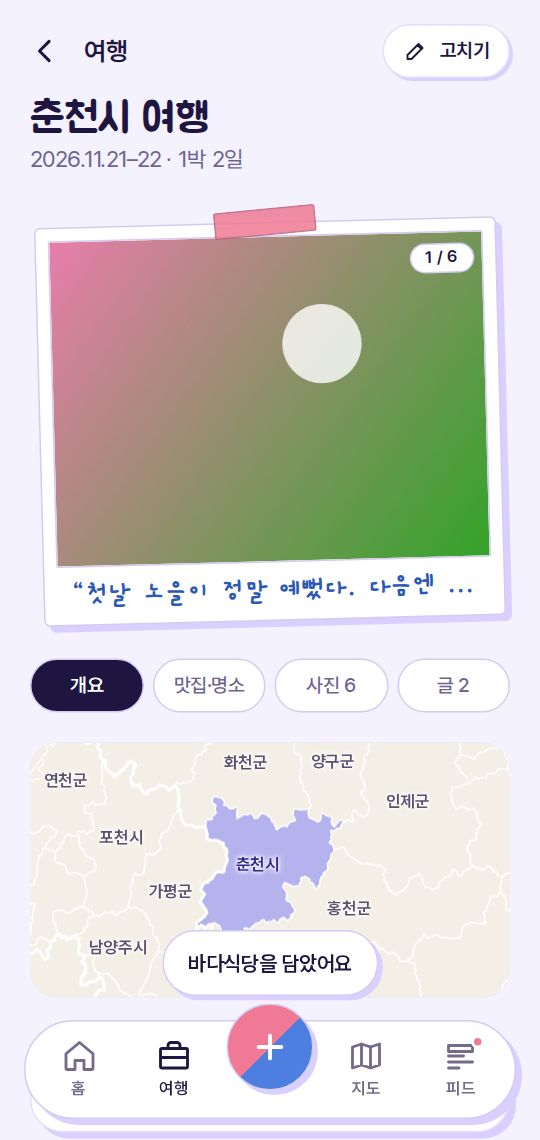 여행
고치기
춘천시 여행
2026.11.21–22 · 1박 2일
1 / 6
“첫날 노을이 정말 예뻤다. 다음엔 ...
개요
맛집·명소
사진 6
글 2
화천군
양구군
연천군
인제군
포천시
춘천시
가평군
홍천군
남양주시
바다식당을 담았어요
홈
여행
지도
피드